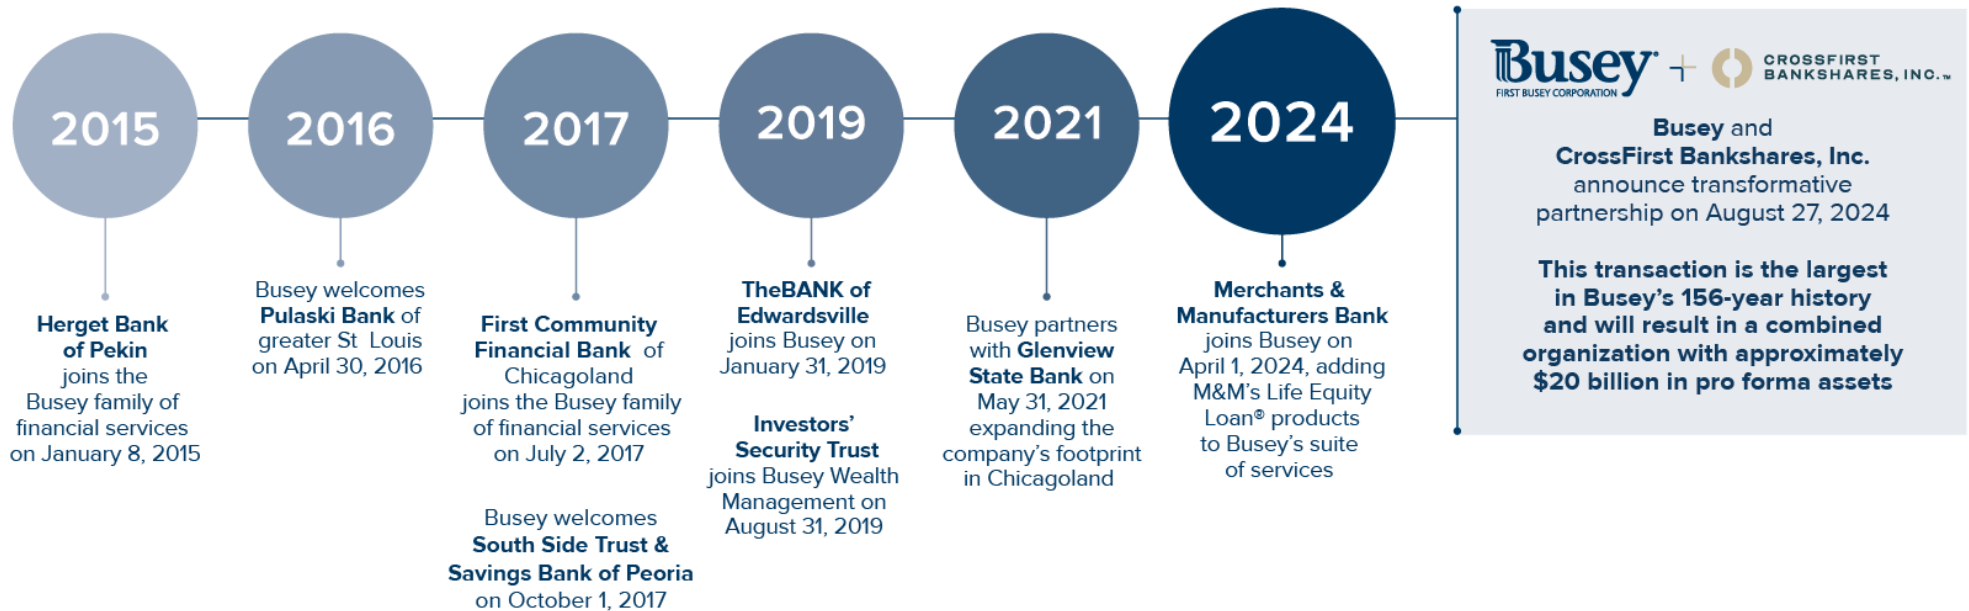 2015
Herget Bank
of Pekin
joins the
Busey family of
financial services
on January 8, 2015
2016
Busey welcomes
Pulaski Bank of
greater St Louis
on April 30, 2016
2017
First Community
Financial Bank of
Chicagoland
joins the Busey family
of financial services
on July 2, 2017
Busey welcomes
South Side Trust &
Savings Bank of Peoria
on October 1, 2017
2019
TheBANK of
Edwardsville
joins Busey on
January 31, 2019
Investors’
Security Trust
joins Busey Wealth
Management on
August 31, 2019
2021
Busey partners
with Glenview
State Bank on
May 31, 2021
expanding the
company’s footprint
in Chicagoland
2024
Merchants &
Manufacturers Bank
joins Busey on
April 1, 2024, adding
M&M’s Life Equity
Loan® products
to Busey’s suite
of services
Busey
FIRST BUSEY CORPORATION
+
CROSSFIRST
BANKSHARES, INC.™
Busey and
CrossFirst Bankshares, Inc.
announce transformative
partnership on August 27, 2024
This transaction is the largest
in Busey’s 156-year history
and will result in a combined
organization with approximately
$20 billion in pro forma assets